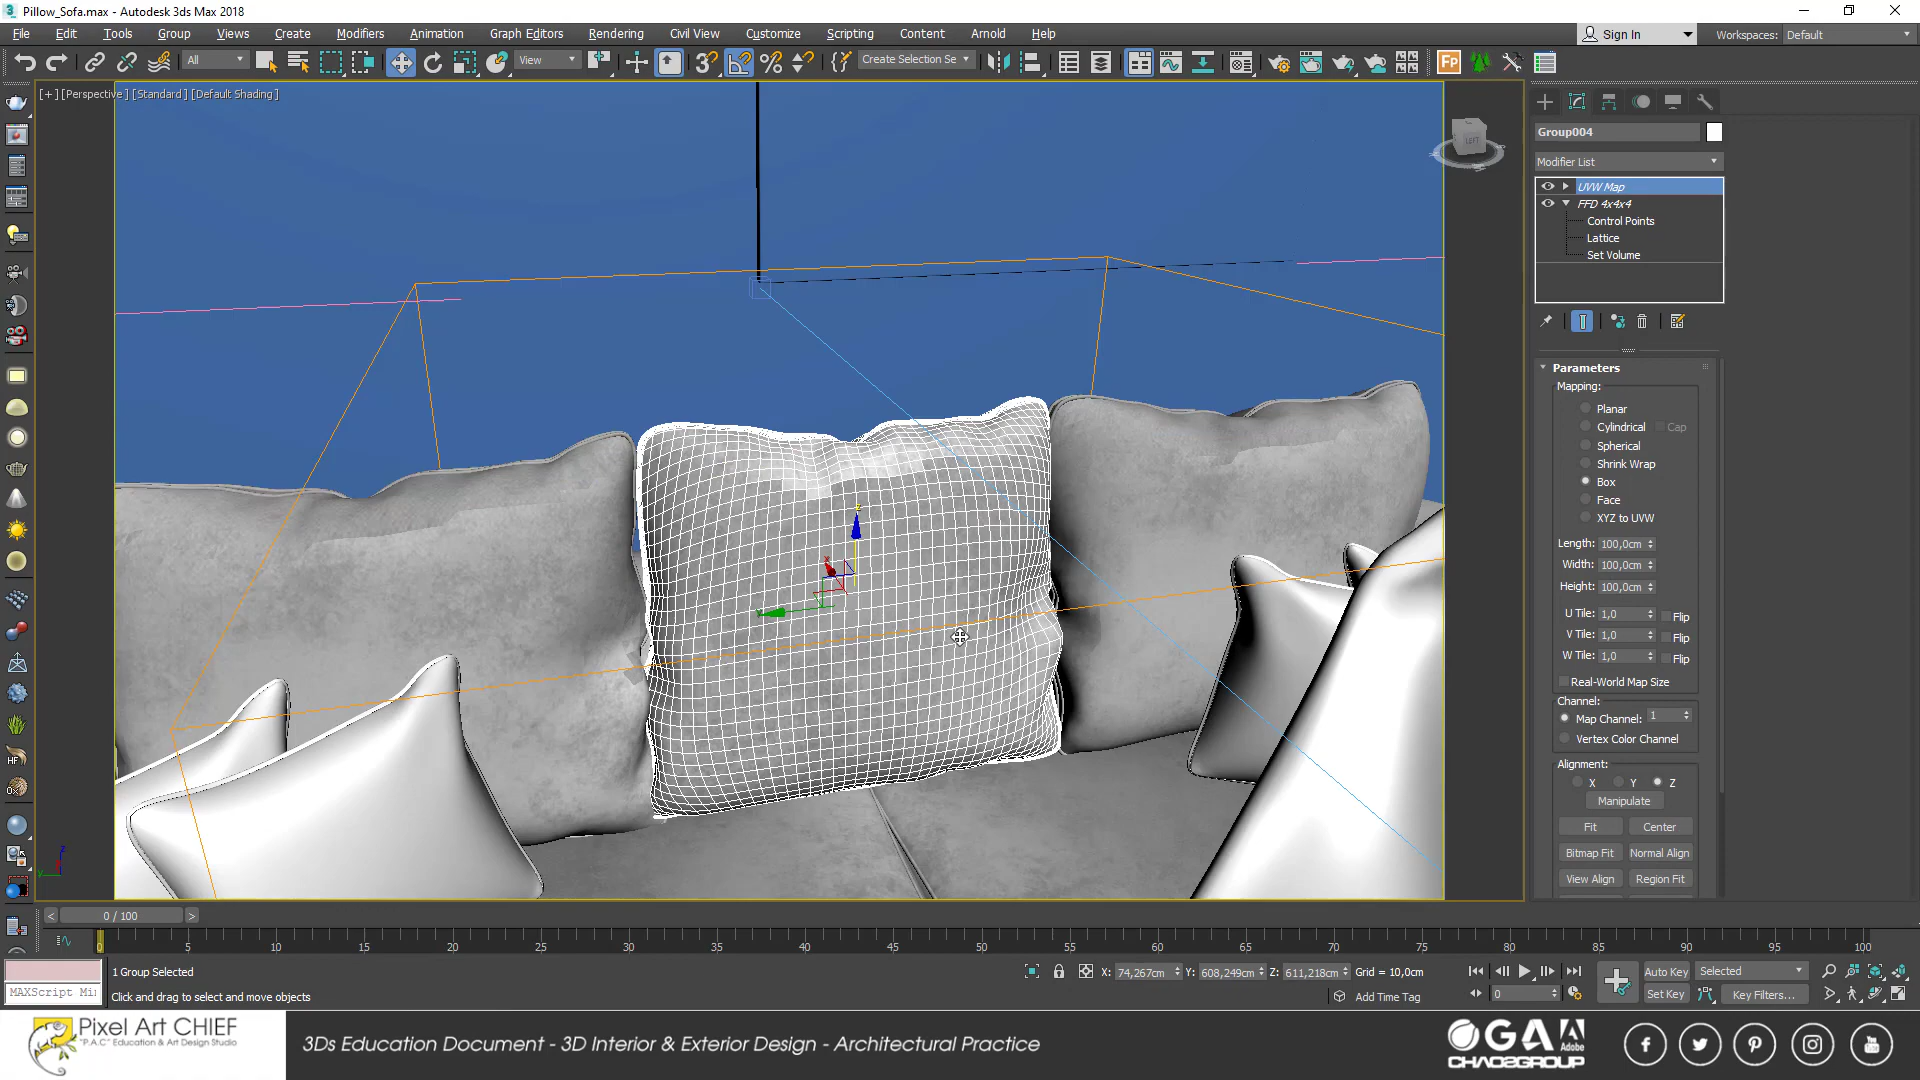 Pillow_Sofa.max - Autodesk 3ds Max 2018
File Edit Tools Group Views Create Modifiers Animation Graph Editors Rendering Civil View Customize Scripting Content Arnold Help
Sign In
Workspaces: Default
All
View
Create Selection Se
[+] [Perspective] [Standard] [Default Shading]
LEFT
Group004
Modifier List
UVW Map
FFD 4x4x4
Control Points
Lattice
Set Volume
Parameters
Mapping:
Planar
Cylindrical Cap
Spherical
Shrink Wrap
Box
Face
XYZ to UVW
Length: 100,0cm
Width: 100,0cm
Height: 100,0cm
U Tile: 1,0 Flip
V Tile: 1,0 Flip
W Tile: 1,0 Flip
Real-World Map Size
Channel:
Map Channel: 1
Vertex Color Channel
Alignment:
X Y Z
Manipulate
Fit Center
Bitmap Fit Normal Align
View Align Region Fit
0 / 100
0 5 10 15 20 25 30 35 40 45 50 55 60 65 70 75 80 85 90 95 100
1 Group Selected
X: 74,267cm Y: 608,249cm Z: 611,218cm Grid = 10,0cm
Auto Key Selected
MAXScript Mi
Click and drag to select and move objects
Add Time Tag
0
Set Key Key Filters...
Pixel Art CHIEF
"P.A.C" Education & Art Design Studio
3Ds Education Document - 3D Interior & Exterior Design - Architectural Practice
GA
Adobe
CHAOSGROUP